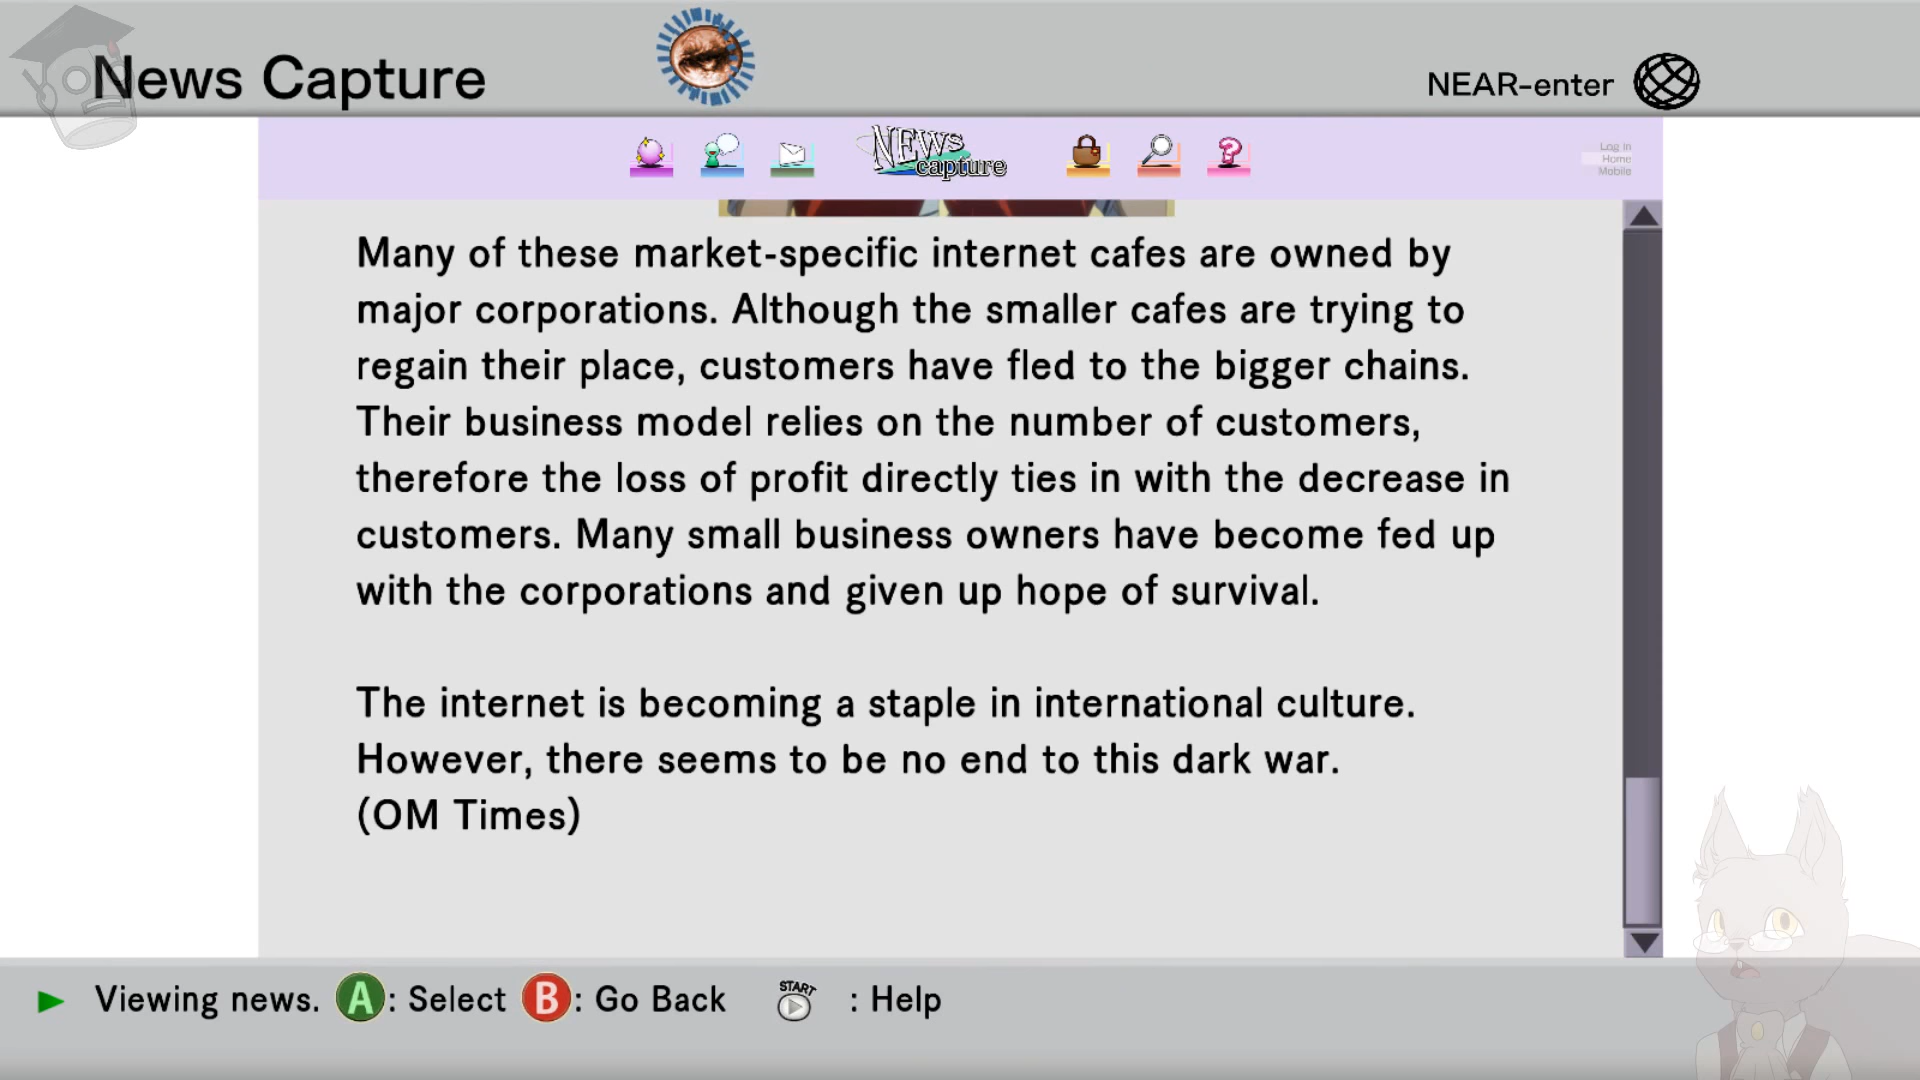 News Capture
NEAR-enter
NEWS
capture
Log in
Home
Mobile
Many of these market-specific internet cafes are owned by
major corporations. Although the smaller cafes are trying to
regain their place, customers have fled to the bigger chains.
Their business model relies on the number of customers,
therefore the loss of profit directly ties in with the decrease in
customers. Many small business owners have become fed up
with the corporations and given up hope of survival.
The internet is becoming a staple in international culture.
However, there seems to be no end to this dark war.
(OM Times)
Viewing news. A: Select B: Go Back START : Help